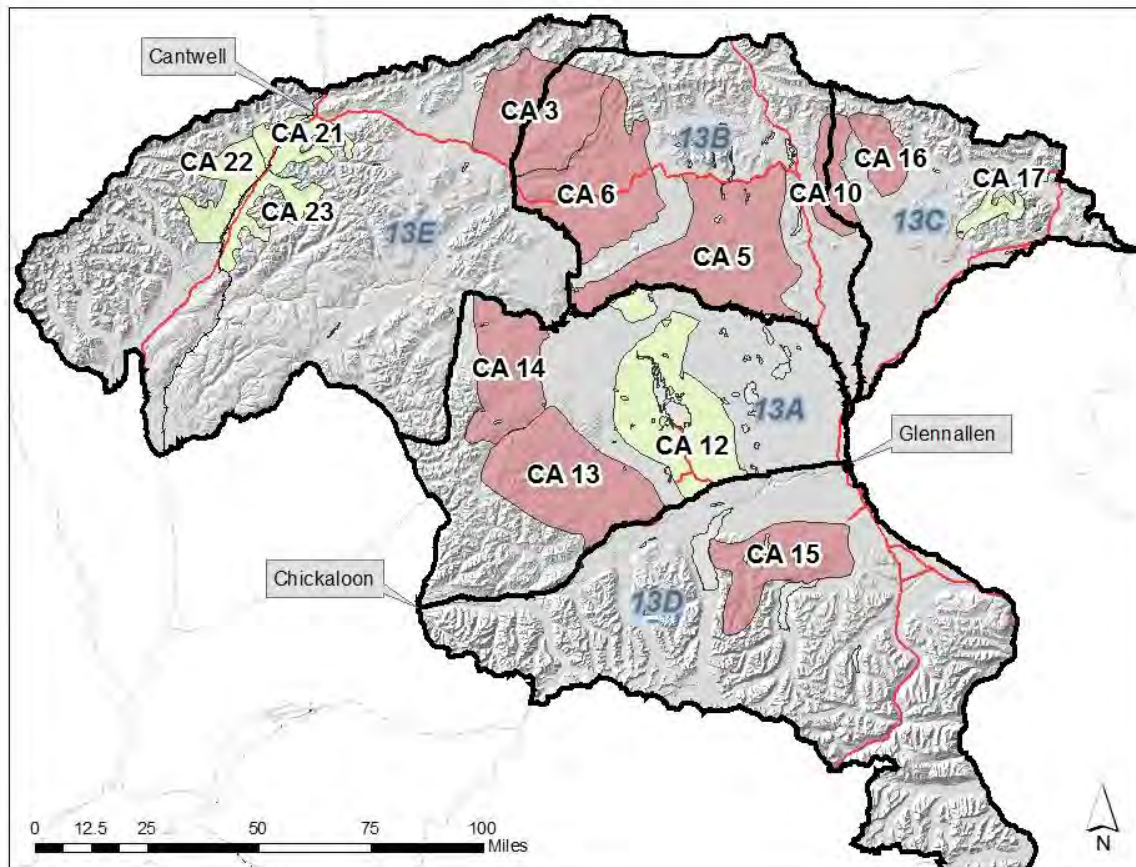 Cantwell
CA 3
CA 21
CA 22
CA 23
13E
CA 6
13B
CA 5
CA 10
CA 16
CA 17
13C
CA 14
CA 13
CA 12
13A
Glennallen
Chickaloon
CA 15
13D
0 12.5 25 50 75 100
Miles
N